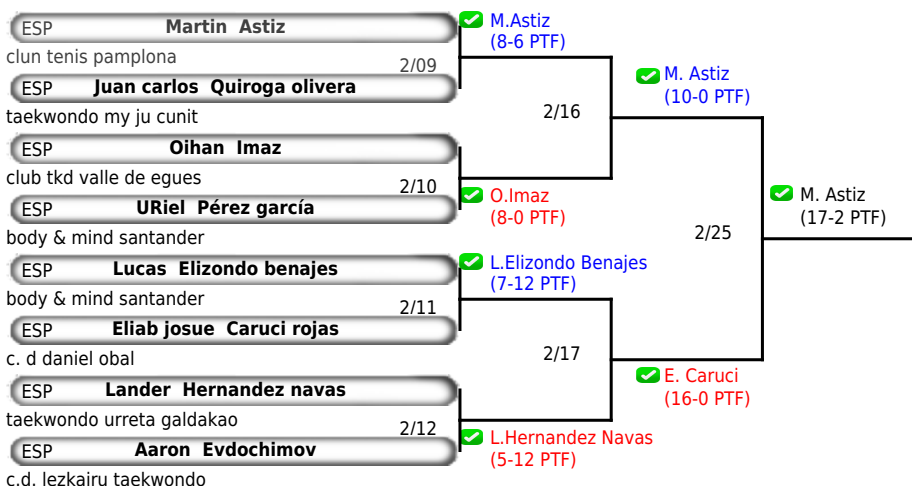 ESP Martin Astiz
clun tenis pamplona
2/09
ESP Juan carlos Quiroga olivera
taekwondo my ju cunit
ESP Oihan Imaz
club tkd valle de egues
2/10
ESP URiel Pérez garcía
body & mind santander
ESP Lucas Elizondo benajes
body & mind santander
2/11
ESP Eliab josue Caruci rojas
c. d daniel obal
ESP Lander Hernandez navas
taekwondo urreta galdakao
2/12
ESP Aaron Evdochimov
c.d. lezkairu taekwondo
M.Astiz
(8-6 PTF)
2/16
O.Imaz
(8-0 PTF)
L.Elizondo Benajes
(7-12 PTF)
2/17
L.Hernandez Navas
(5-12 PTF)
M. Astiz
(10-0 PTF)
2/25
E. Caruci
(16-0 PTF)
M. Astiz
(17-2 PTF)